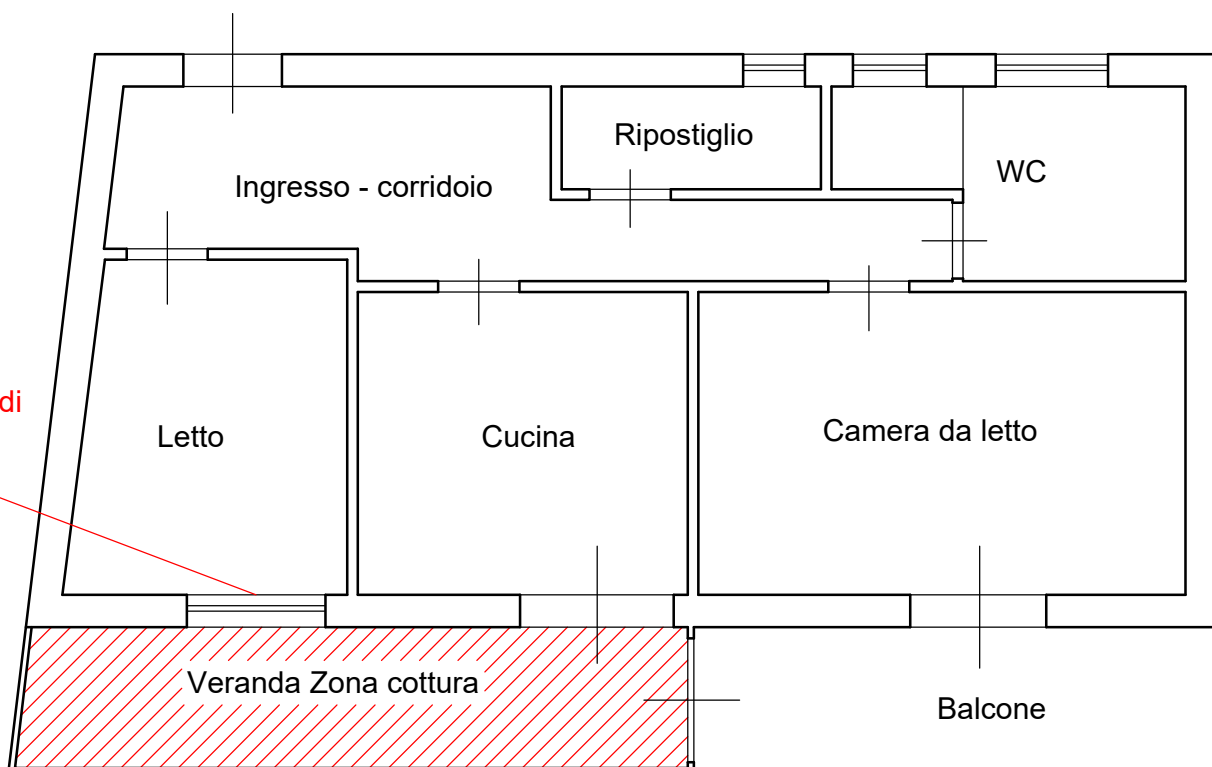 Ripostiglio
WC
Ingresso - corridoio
di
Letto
Cucina
Camera da letto
Veranda Zona cottura
Balcone